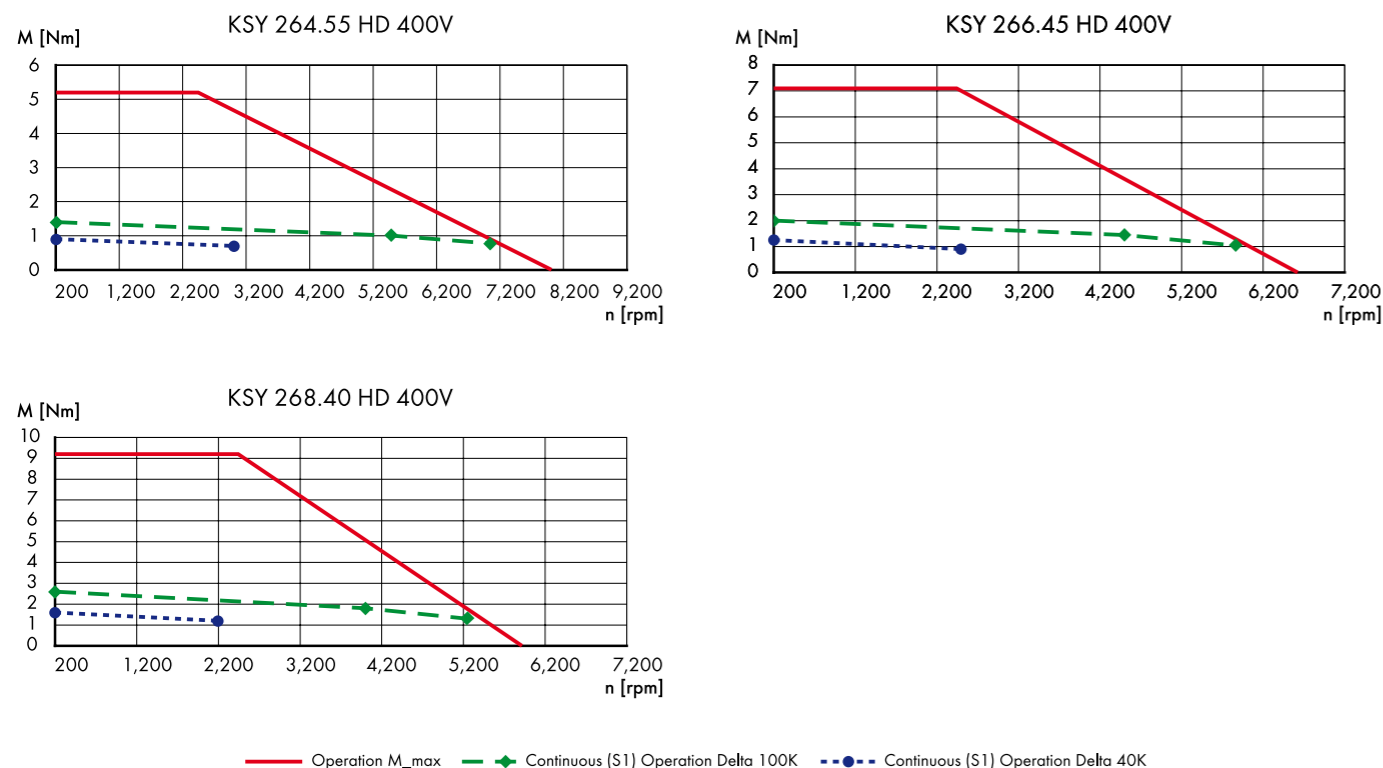 KSY 264.55 HD 400V
M [Nm]
6
5
4
3
2
1
0
200 1,200 2,200 3,200 4,200 5,200 6,200 7,200 8,200 9,200
n [rpm]
KSY 266.45 HD 400V
M [Nm]
8
7
6
5
4
3
2
1
0
200 1,200 2,200 3,200 4,200 5,200 6,200 7,200
n [rpm]
KSY 268.40 HD 400V
M [Nm]
10
9
8
7
6
5
4
3
2
1
0
200 1,200 2,200 3,200 4,200 5,200 6,200 7,200
n [rpm]
Operation M_max Continuous (S1) Operation Delta 100K Continuous (S1) Operation Delta 40K